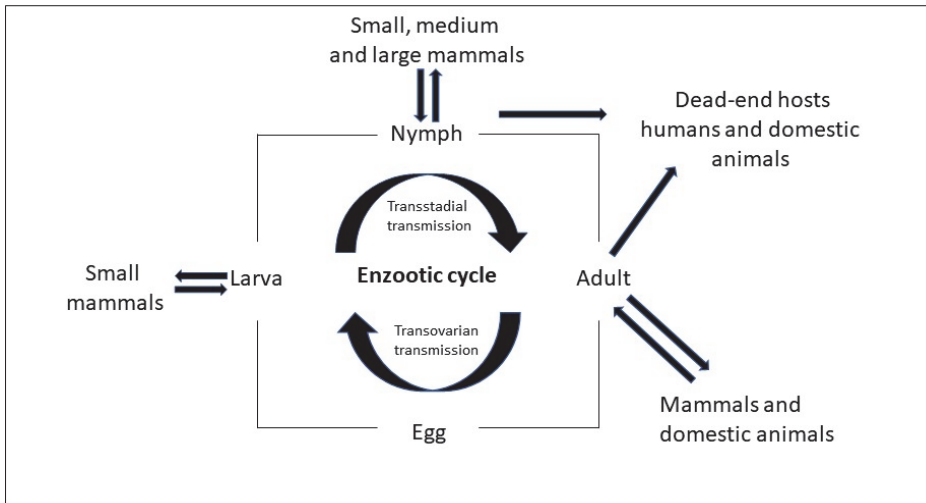 Small, medium
and large mammals
Dead-end hosts
humans and domestic
animals
Nymph
Transstadial
transmission
Small
mammals
Larva
Enzootic cycle
Adult
Transovarian
transmission
Mammals and
domestic animals
Egg